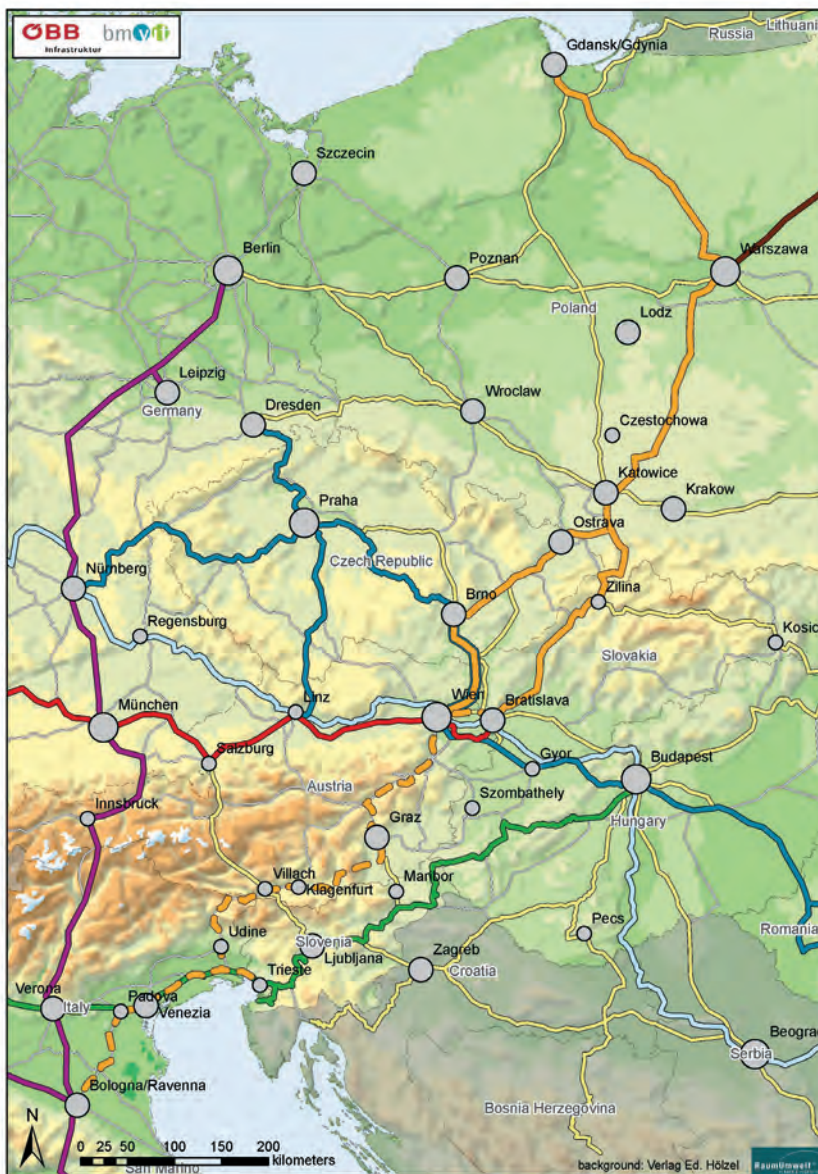 ÖBB bmvit
Infrastruktur
Gdansk/Gdynia
Russia
Lithuani
Szczecin
Berlin
Poznan
Warszawa
Poland
Lodz
Leipzig
Germany
Dresden
Wroclaw
Czestochowa
Katowice
Krakow
Praha
Ostrava
Czech Republic
Nürnberg
Brno
Zilina
Regensburg
Kosic
Slovakia
München
Linz
Wien
Bratislava
Salzburg
Gyor
Budapest
Austria
Innsbruck
Szombathely
Graz
Hungary
Villach
Klagenfurt
Maribor
Romania
Udine
Slovenia
Ljubljana
Pecs
Zagreb
Croatia
Trieste
Verona
Italy
Padova
Venezia
Beograd
Serbia
Bologna/Ravenna
Bosnia Herzegovina
N
0 25 50 100 150 200
kilometers
San Marino
background: Verlag Ed. Hölzel
RaumUmwelt